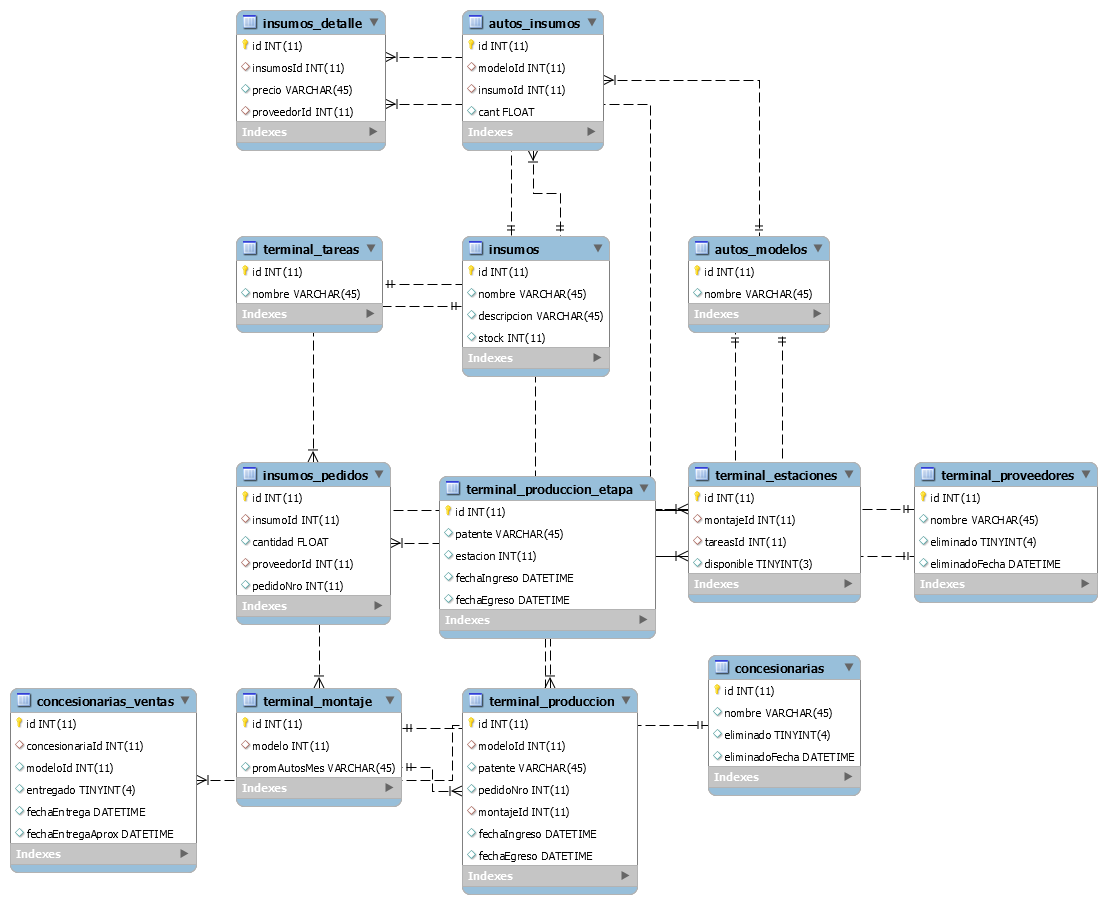 insumos_detalle
id INT(11)
insumosId INT(11)
precio VARCHAR(45)
proveedorId INT(11)
Indexes
autos_insumos
id INT(11)
modeloId INT(11)
insumoId INT(11)
cant FLOAT
Indexes
terminal_tareas
id INT(11)
nombre VARCHAR(45)
Indexes
insumos
id INT(11)
nombre VARCHAR(45)
descripcion VARCHAR(45)
stock INT(11)
Indexes
autos_modelos
id INT(11)
nombre VARCHAR(45)
Indexes
insumos_pedidos
id INT(11)
insumoId INT(11)
cantidad FLOAT
proveedorId INT(11)
pedidoNro INT(11)
Indexes
terminal_produccion_etapa
id INT(11)
patente VARCHAR(45)
estacion INT(11)
fechaIngreso DATETIME
fechaEgreso DATETIME
Indexes
terminal_estaciones
id INT(11)
montajeId INT(11)
tareasId INT(11)
disponible TINYINT(3)
Indexes
terminal_proveedores
id INT(11)
nombre VARCHAR(45)
eliminado TINYINT(4)
eliminadoFecha DATETIME
Indexes
concesionarias_ventas
id INT(11)
concesionariaId INT(11)
modeloId INT(11)
entregado TINYINT(4)
fechaEntrega DATETIME
fechaEntregaAprox DATETIME
Indexes
terminal_montaje
id INT(11)
modelo INT(11)
promAutosMes VARCHAR(45)
Indexes
terminal_produccion
id INT(11)
modeloId INT(11)
patente VARCHAR(45)
pedidoNro INT(11)
montajeId INT(11)
fechaIngreso DATETIME
fechaEgreso DATETIME
Indexes
concesionarias
id INT(11)
nombre VARCHAR(45)
eliminado TINYINT(4)
eliminadoFecha DATETIME
Indexes